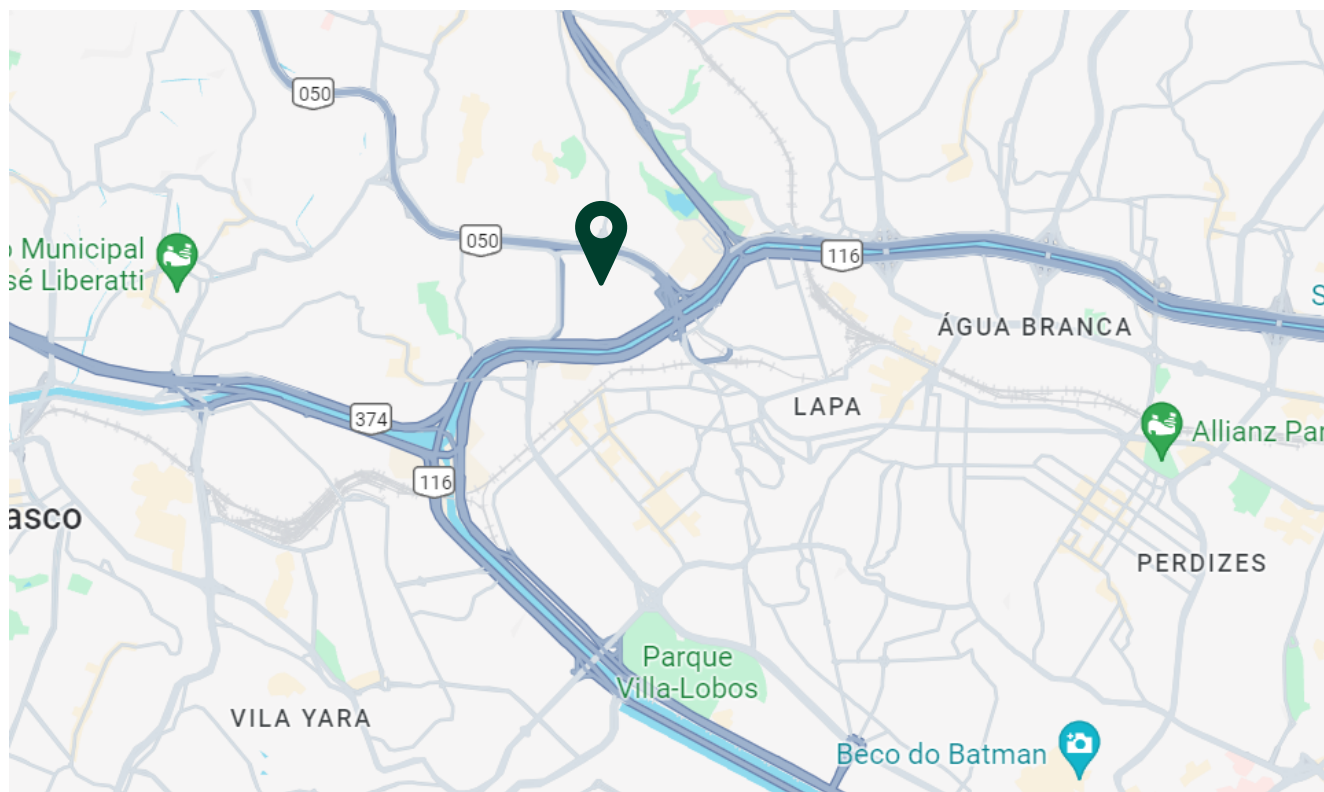 050
050
116
o Municipal
sé Liberatti
S
ÁGUA BRANCA
LAPA
374
Allianz Par
116
asco
PERDIZES
Parque
Villa-Lobos
VILA YARA
Beco do Batman